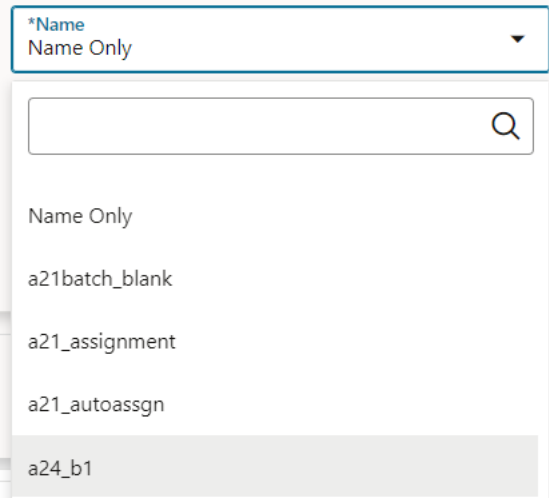 *Name
Name Only
Name Only
a21batch_blank
a21_assignment
a21_autoassgn
a24_b1